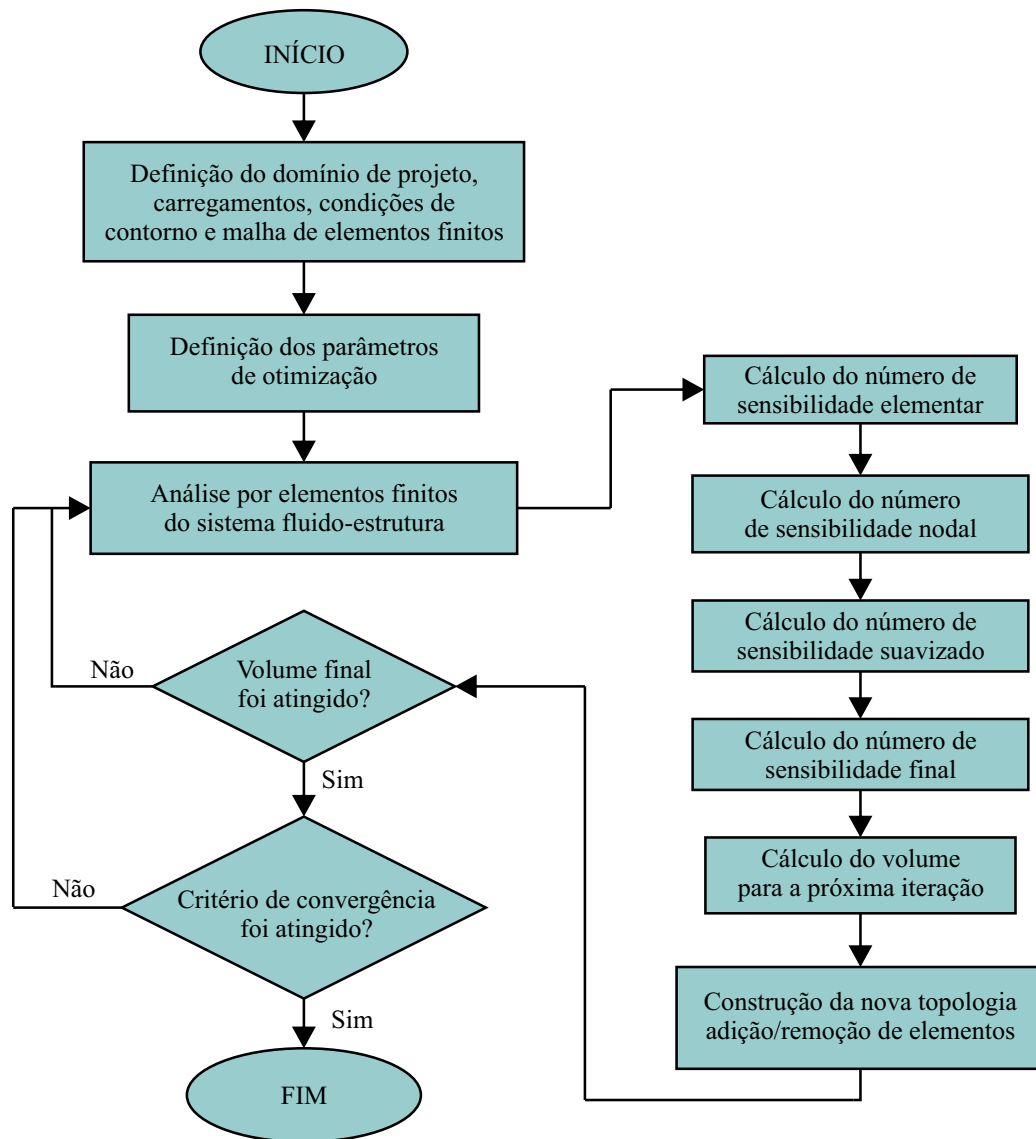 INÍCIO
Definição do domínio de projeto,
carregamentos, condições de
contorno e malha de elementos finitos
Definição dos parâmetros
de otimização
Análise por elementos finitos
do sistema fluido-estrutura
Cálculo do número de
sensibilidade elementar
Cálculo do número
de sensibilidade nodal
Cálculo do número de
sensibilidade suavizado
Cálculo do número de
sensibilidade final
Cálculo do volume
para a próxima iteração
Construção da nova topologia
adição/remoção de elementos
Volume final
foi atingido?
Não
Sim
Critério de convergência
foi atingido?
Não
Sim
FIM